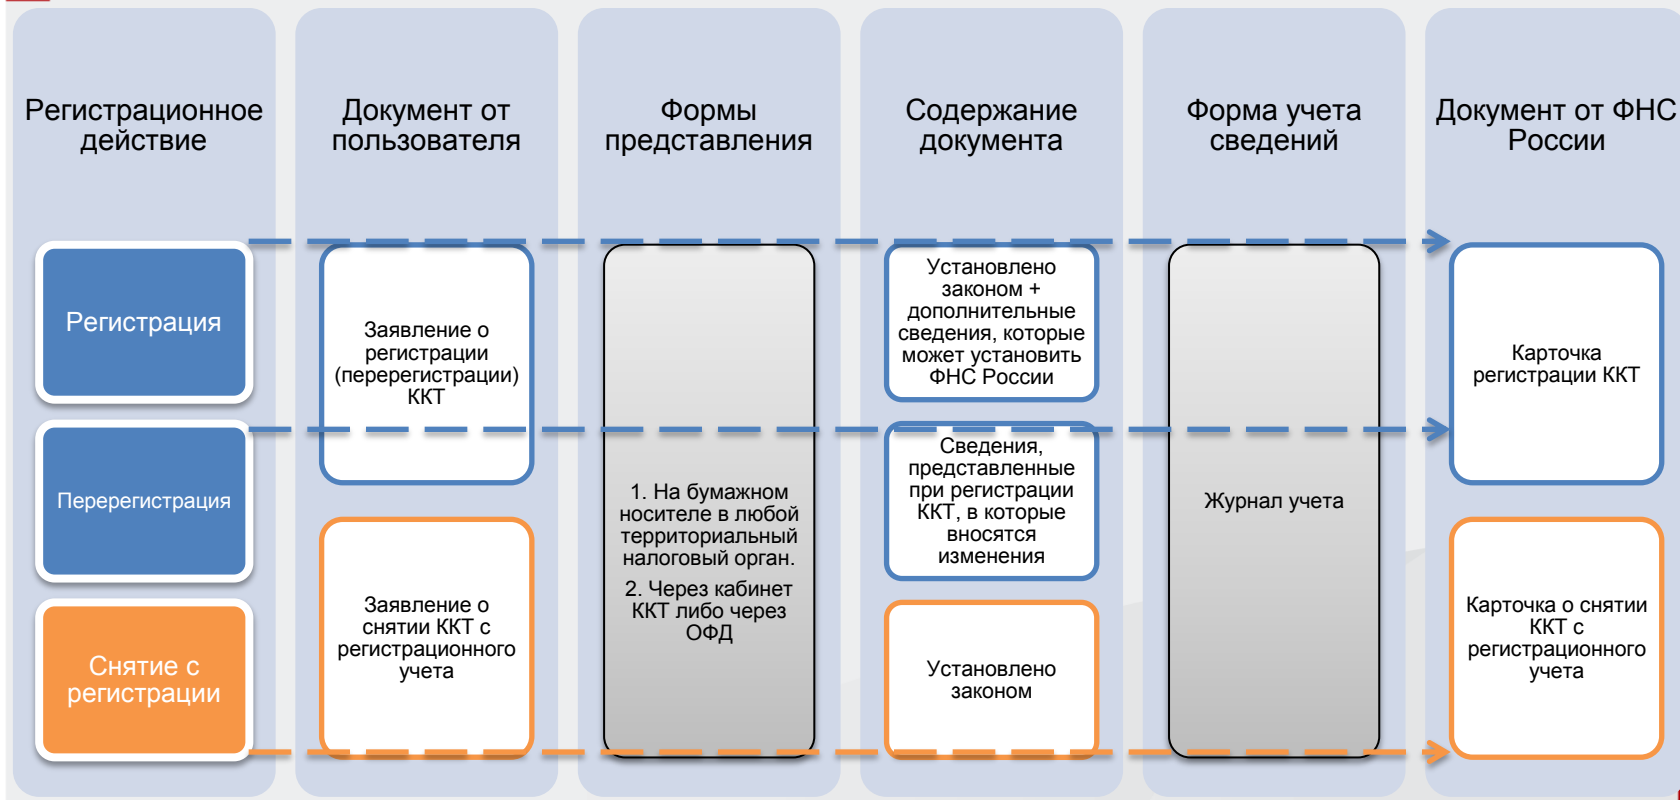 Регистрационное
действие
Документ от
пользователя
Формы
представления
Содержание
документа
Форма учета
сведений
Документ от ФНС
России
Регистрация
Перерегистрация
Снятие с
регистрации
Заявление о
регистрации
(перерегистрации)
ККТ
Заявление о
снятии ККТ с
регистрационного
учета
1. На бумажном
носителе в любой
территориальный
налоговый орган.
2. Через кабинет
ККТ либо через
ОФД
Установлено
законом +
дополнительные
сведения, которые
может установить
ФНС России
Сведения,
представленные
при регистрации
ККТ, в которые
вносятся
изменения
Установлено
законом
Журнал учета
Карточка
регистрации ККТ
Карточка о снятии
ККТ с
регистрационного
учета